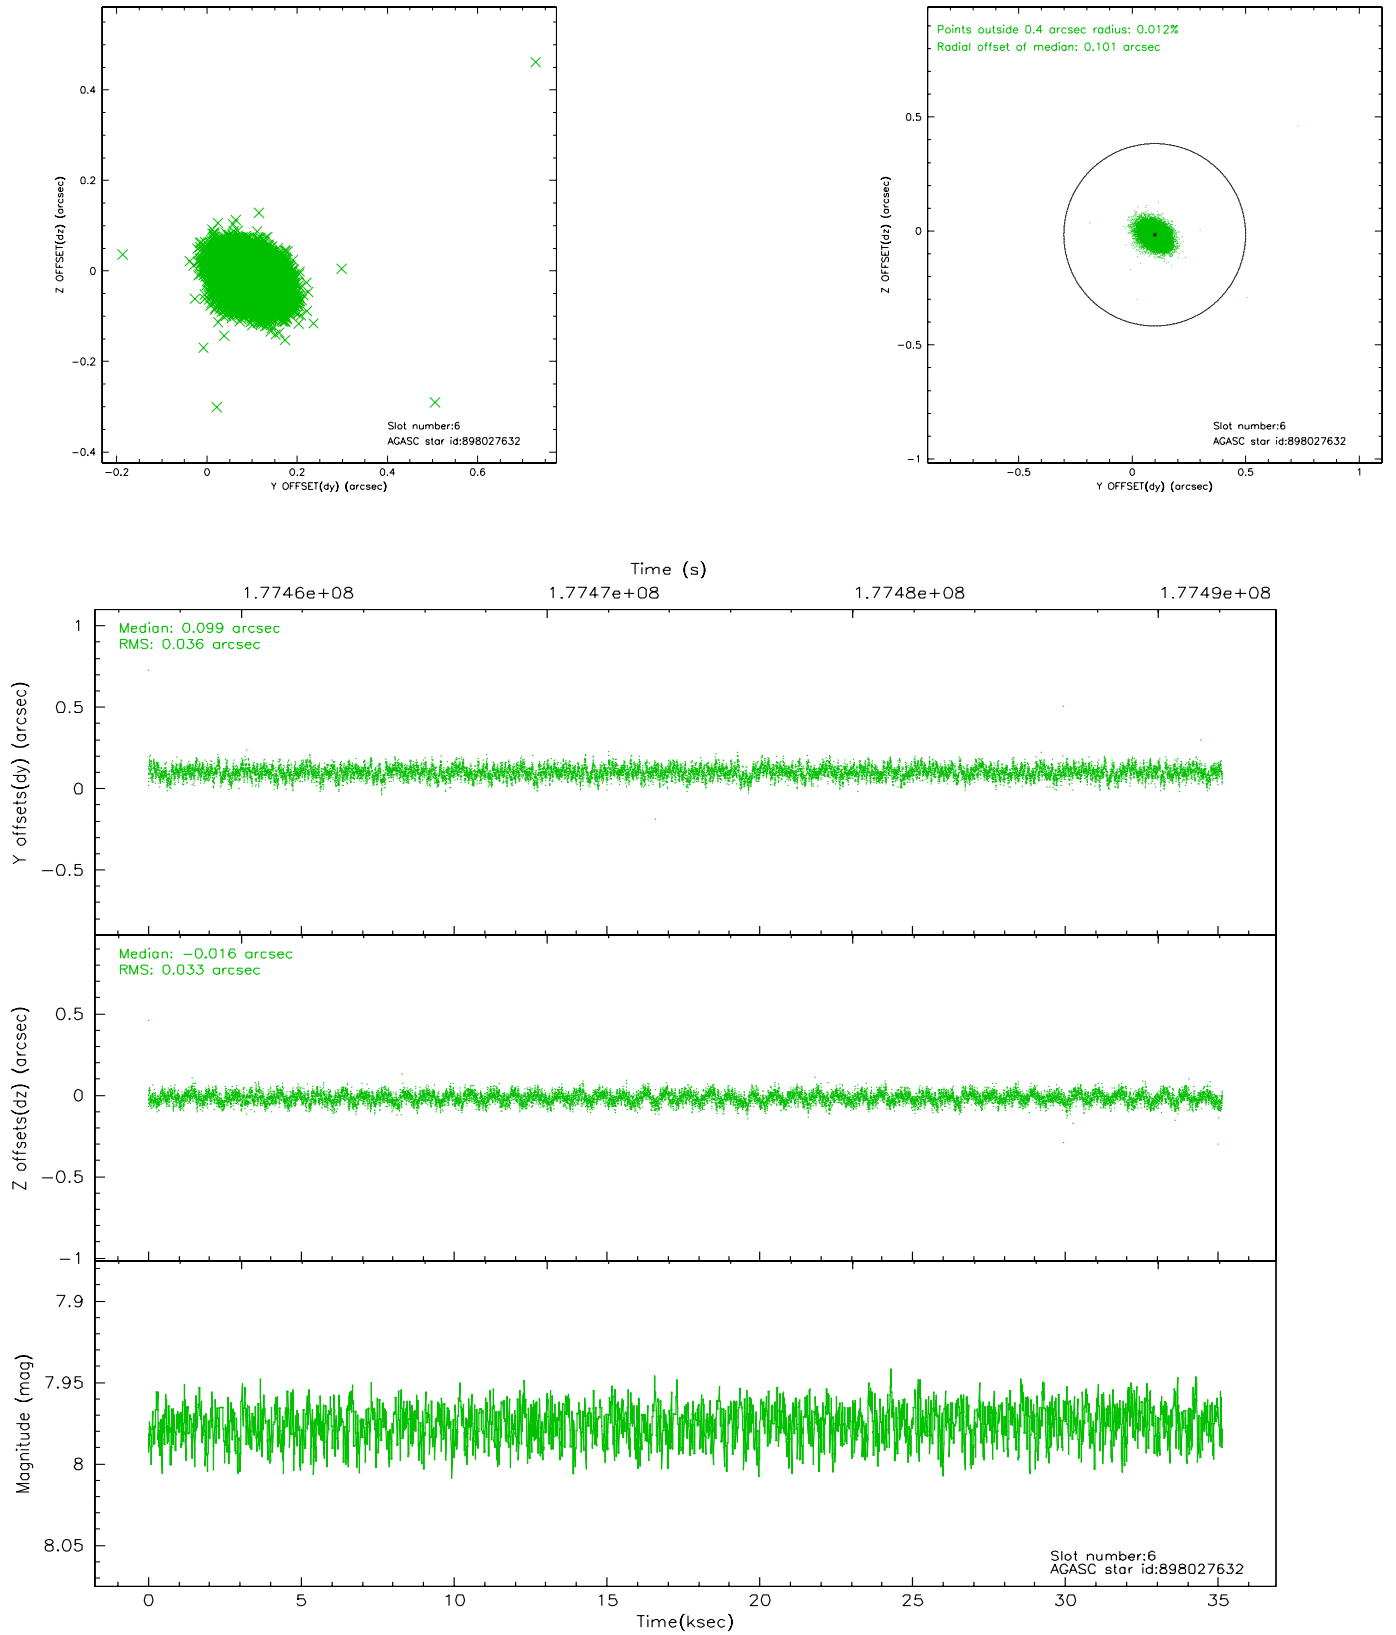 0.4
0.2
0
−0.2
−0.4
Z OFFSET(dz) (arcsec)
Slot number:6
AGASC star id:898027632
−0.2
0
0.2
0.4
0.6
Y OFFSET(dy) (arcsec)
Points outside 0.4 arcsec radius: 0.012%
Radial offset of median: 0.101 arcsec
0.5
0
−0.5
−1
Z OFFSET(dz) (arcsec)
Slot number:6
AGASC star id:898027632
−0.5
0
0.5
1
Y OFFSET(dy) (arcsec)
Time (s)
1.7746e+08
1.7747e+08
1.7748e+08
1.7749e+08
Median: 0.099 arcsec
RMS: 0.036 arcsec
1
0.5
0
−0.5
Y offsets(dy) (arcsec)
Median: −0.016 arcsec
RMS: 0.033 arcsec
0.5
0
−0.5
−1
Z offsets(dz) (arcsec)
7.9
7.95
8
8.05
Magnitude (mag)
Slot number:6
AGASC star id:898027632
0
5
10
15
20
25
30
35
Time(ksec)